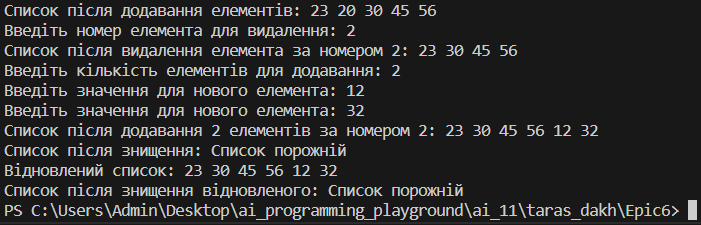 Список після додавання елементів: 23 20 30 45 56
Введіть номер елемента для видалення: 2
Список після видалення елемента за номером 2: 23 30 45 56
Введіть кількість елементів для додавання: 2
Введіть значення для нового елемента: 12
Введіть значення для нового елемента: 32
Список після додавання 2 елементів за номером 2: 23 30 45 56 12 32
Список після знищення: Список порожній
Відновлений список: 23 30 45 56 12 32
Список після знищення відновленого: Список порожній
PS C:\Users\Admin\Desktop\ai_programming_playground\ai_11\taras_dakh\Epic6>